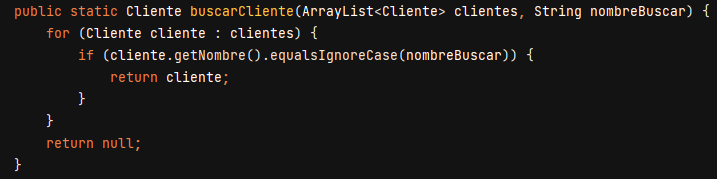 public static Cliente buscarCliente(ArrayList<Cliente> clientes, String nombreBuscar) {
    for (Cliente cliente : clientes) {
        if (cliente.getNombre().equalsIgnoreCase(nombreBuscar)) {
            return cliente;
        }
    }
    return null;
}